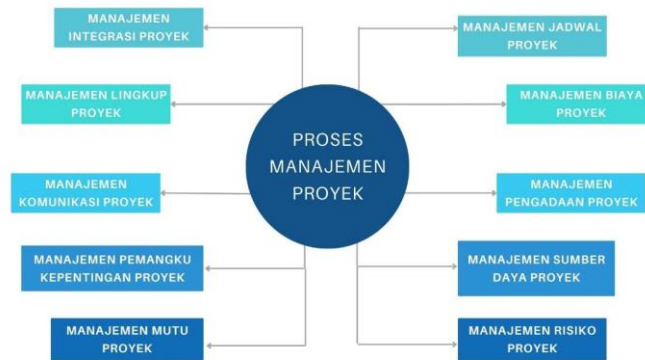 MANAJEMEN
INTEGRASI PROYEK
MANAJEMEN JADWAL
PROYEK
MANAJEMEN LINGKUP
PROYEK
MANAJEMEN BIAYA
PROYEK
PROSES
MANAJEMEN
PROYEK
MANAJEMEN
KOMUNIKASI PROYEK
MANAJEMEN
PENGADAAN PROYEK
MANAJEMEN PEMANGKU
KEPENTINGAN PROYEK
MANAJEMEN SUMBER
DAYA PROYEK
MANAJEMEN MUTU
PROYEK
MANAJEMEN RISIKO
PROYEK